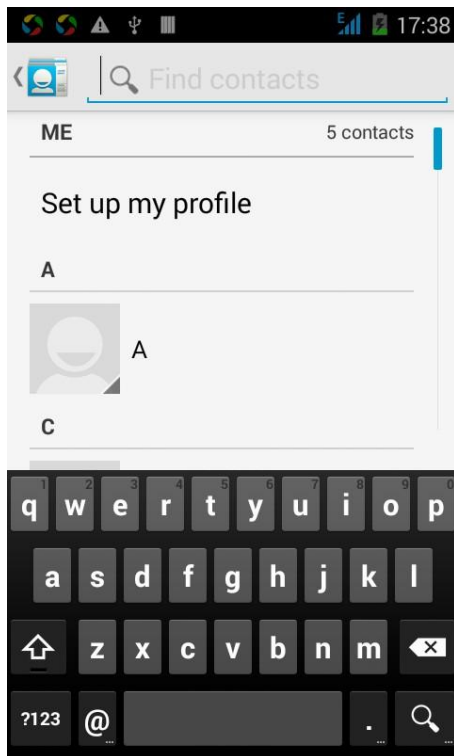 E 17:38
Find contacts
ME 5 contacts
Set up my profile
A
A
C
1 2 3 4 5 6 7 8 9 0
q w e r t y u i o p
a s d f g h j k l
z x c v b n m
?123 @ ... . ... ...